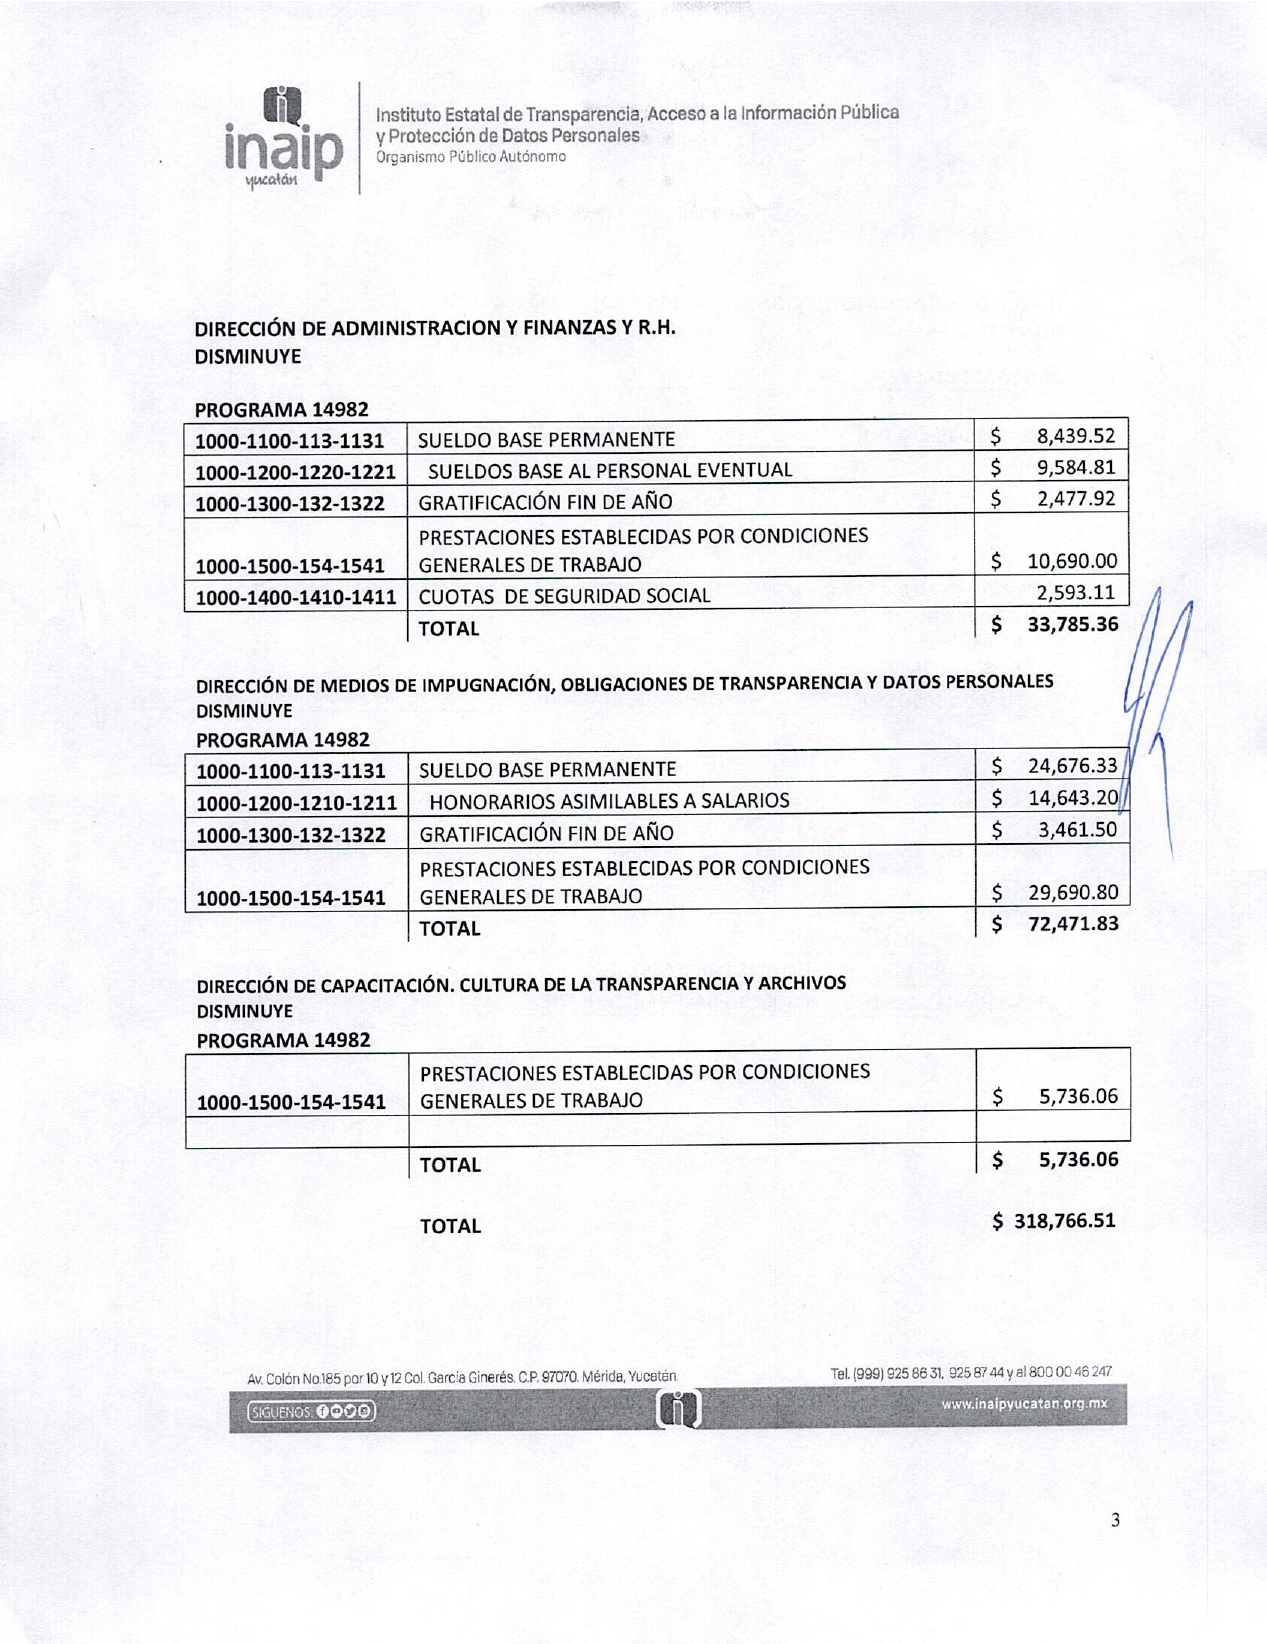 inaip
yucatán
Instituto Estatal de Transparencia, Acceso a la Información Pública
y Protección de Datos Personales
Organismo Público Autónomo
DIRECCIÓN DE ADMINISTRACION Y FINANZAS Y R.H.
DISMINUYE
PROGRAMA 14982
1000-1100-113-1131 SUELDO BASE PERMANENTE $ 8,439.52
1000-1200-1220-1221 SUELDOS BASE AL PERSONAL EVENTUAL $ 9,584.81
1000-1300-132-1322 GRATIFICACIÓN FIN DE AÑO $ 2,477.92
PRESTACIONES ESTABLECIDAS POR CONDICIONES
1000-1500-154-1541 GENERALES DE TRABAJO $ 10,690.00
1000-1400-1410-1411 CUOTAS DE SEGURIDAD SOCIAL 2,593.11
TOTAL $ 33,785.36
DIRECCIÓN DE MEDIOS DE IMPUGNACIÓN, OBLIGACIONES DE TRANSPARENCIA Y DATOS PERSONALES
DISMINUYE
PROGRAMA 14982
1000-1100-113-1131 SUELDO BASE PERMANENTE $ 24,676.33
1000-1200-1210-1211 HONORARIOS ASIMILABLES A SALARIOS $ 14,643.20
1000-1300-132-1322 GRATIFICACIÓN FIN DE AÑO $ 3,461.50
PRESTACIONES ESTABLECIDAS POR CONDICIONES
1000-1500-154-1541 GENERALES DE TRABAJO $ 29,690.80
TOTAL $ 72,471.83
DIRECCIÓN DE CAPACITACIÓN. CULTURA DE LA TRANSPARENCIA Y ARCHIVOS
DISMINUYE
PROGRAMA 14982
PRESTACIONES ESTABLECIDAS POR CONDICIONES
1000-1500-154-1541 GENERALES DE TRABAJO $ 5,736.06
TOTAL $ 5,736.06
TOTAL $ 318,766.51
Av. Colón No.185 por 10 y 12 Col. García Ginerés. C.P. 97070. Mérida, Yucatán.
Tel. (999) 925 86 31, 925 87 44 y al 800 00 46 247
SIGUENOS:
www.inaipyucatan.org.mx
3